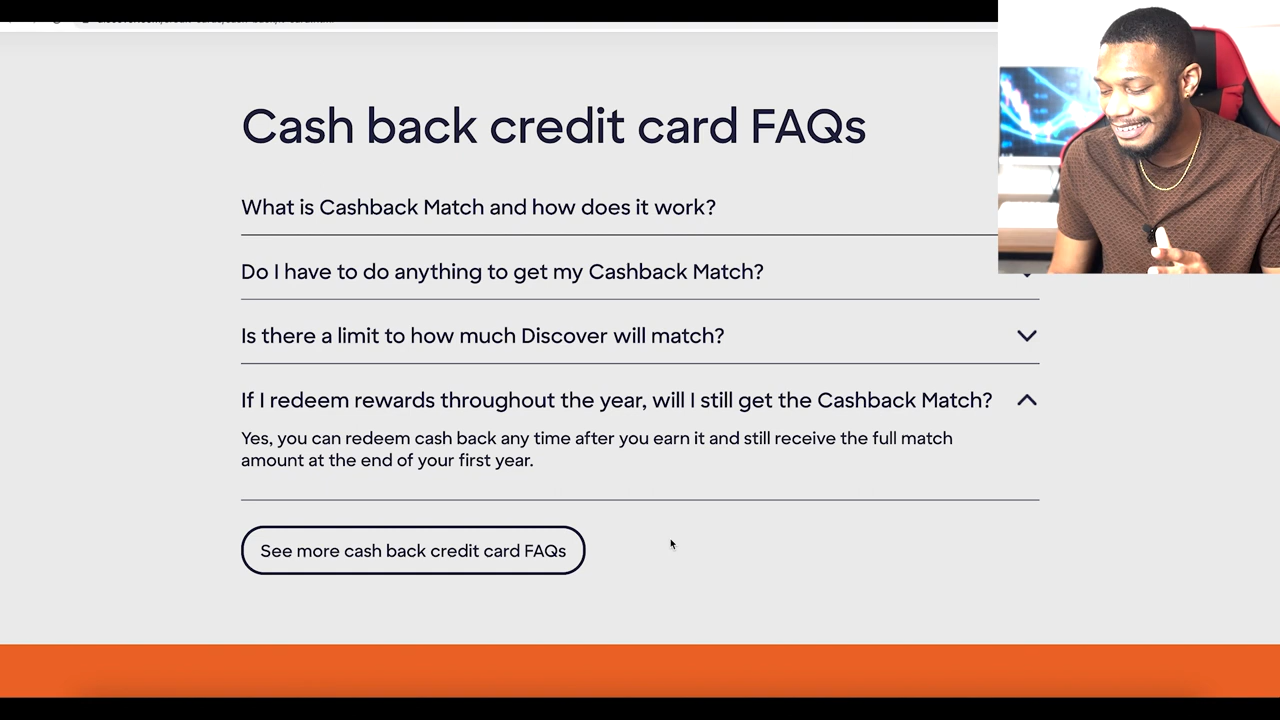 Cash back credit card FAQs
What is Cashback Match and how does it work?
Do I have to do anything to get my Cashback Match?
Is there a limit to how much Discover will match?
If I redeem rewards throughout the year, will I still get the Cashback Match?
Yes, you can redeem cash back any time after you earn it and still receive the full match
amount at the end of your first year.
See more cash back credit card FAQs